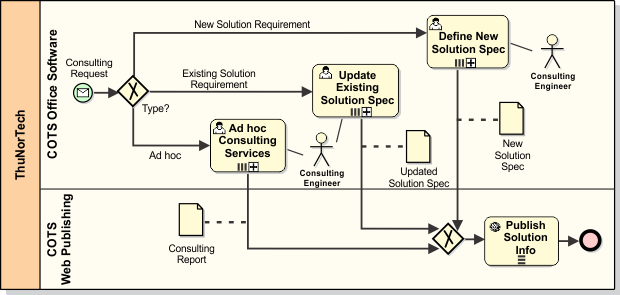 ThuNorTech
COTS Office Software
New Solution Requirement
Define New
Solution Spec
Consulting
Engineer
Consulting
Request
Existing Solution
Requirement
Type?
Update
Existing
Solution Spec
Ad hoc
Ad hoc
Consulting
Services
Consulting
Engineer
Updated
Solution Spec
New
Solution
Spec
COTS
Web Publishing
Consulting
Report
Publish
Solution
Info